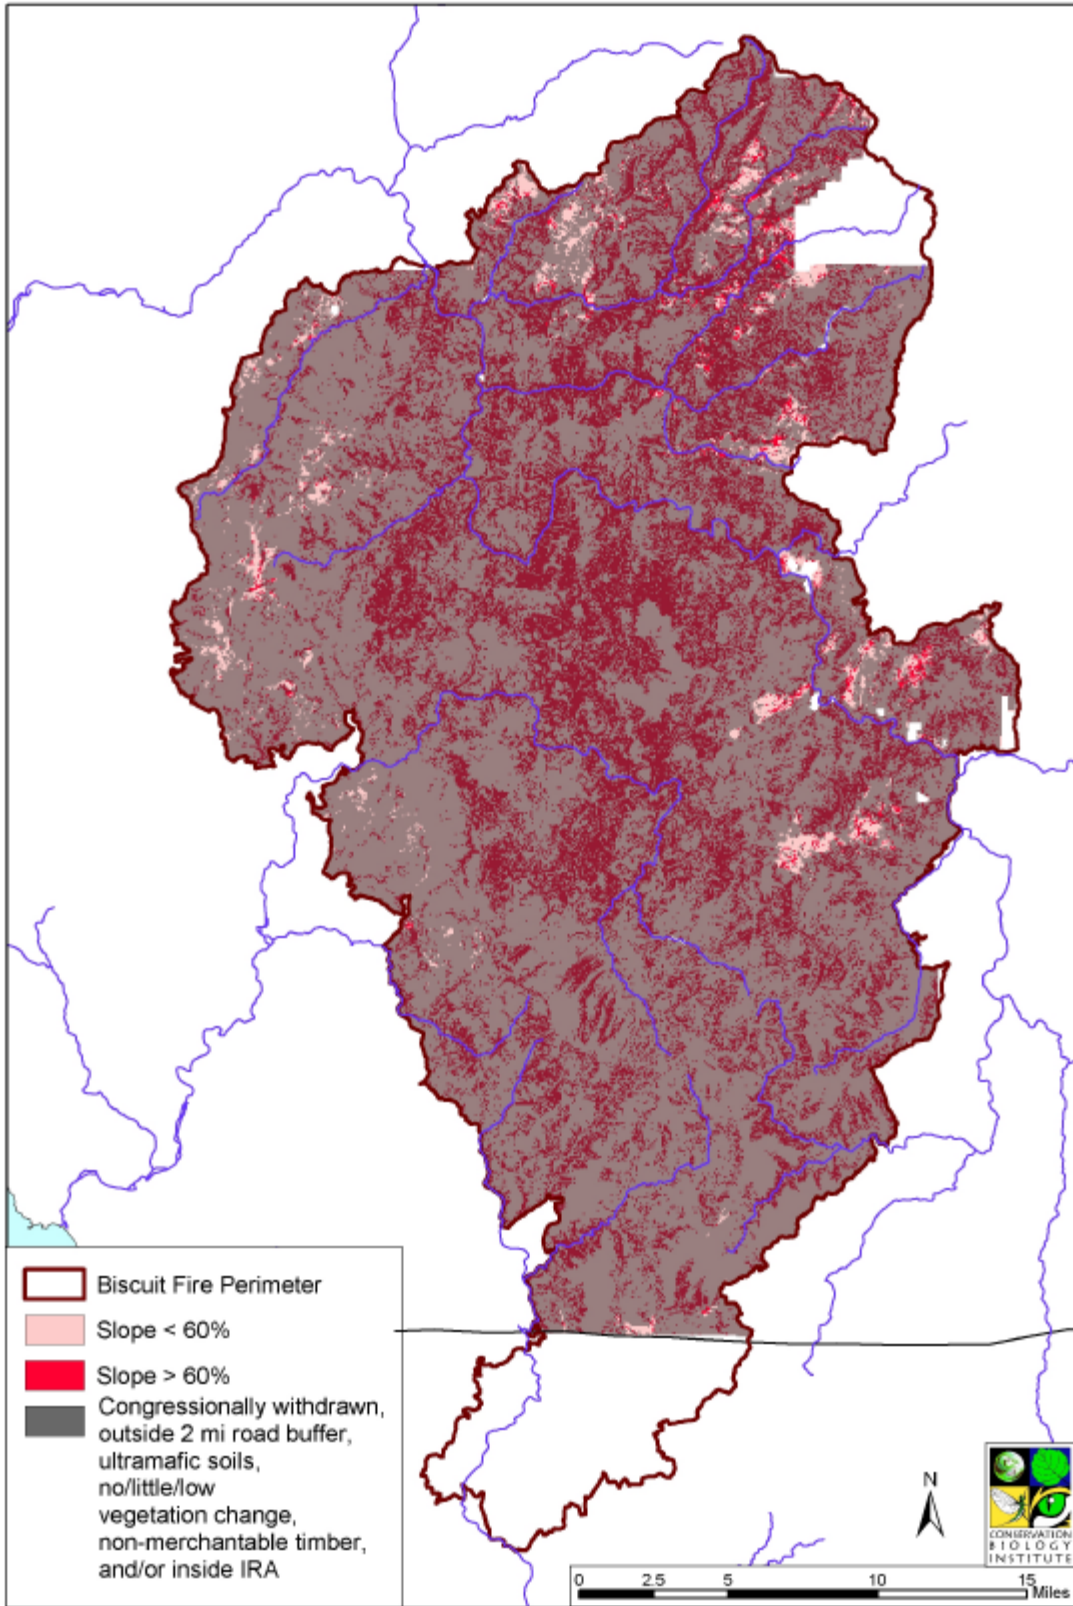 Biscuit Fire Perimeter
Slope < 60%
Slope > 60%
Congressionally withdrawn,
outside 2 mi road buffer,
ultramafic soils,
no/little/low
vegetation change,
non-merchantable timber,
and/or inside IRA
N
CONSERVATION
BIOLOGY
INSTITUTE
0 2.5 5 10 15
Miles